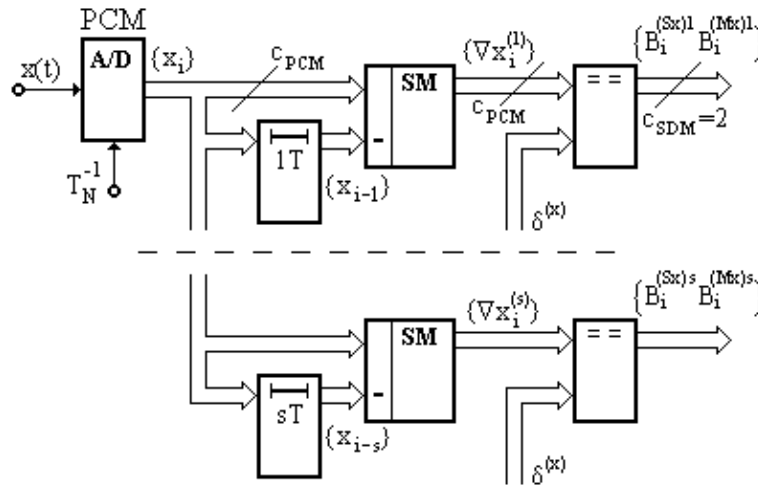 PCM
x(t)
A/D
{x_i}
T_N^-1
c_PCM
1T
{x_i-1}
-
SM
{∇x_i^(1)}
c_PCM
δ^(x)
= =
{B_i^(Sx)1 B_i^(Mx)1}
c_SDM=2
sT
{x_i-s}
-
SM
{∇x_i^(s)}
δ^(x)
= =
{B_i^(Sx)s B_i^(Mx)s}